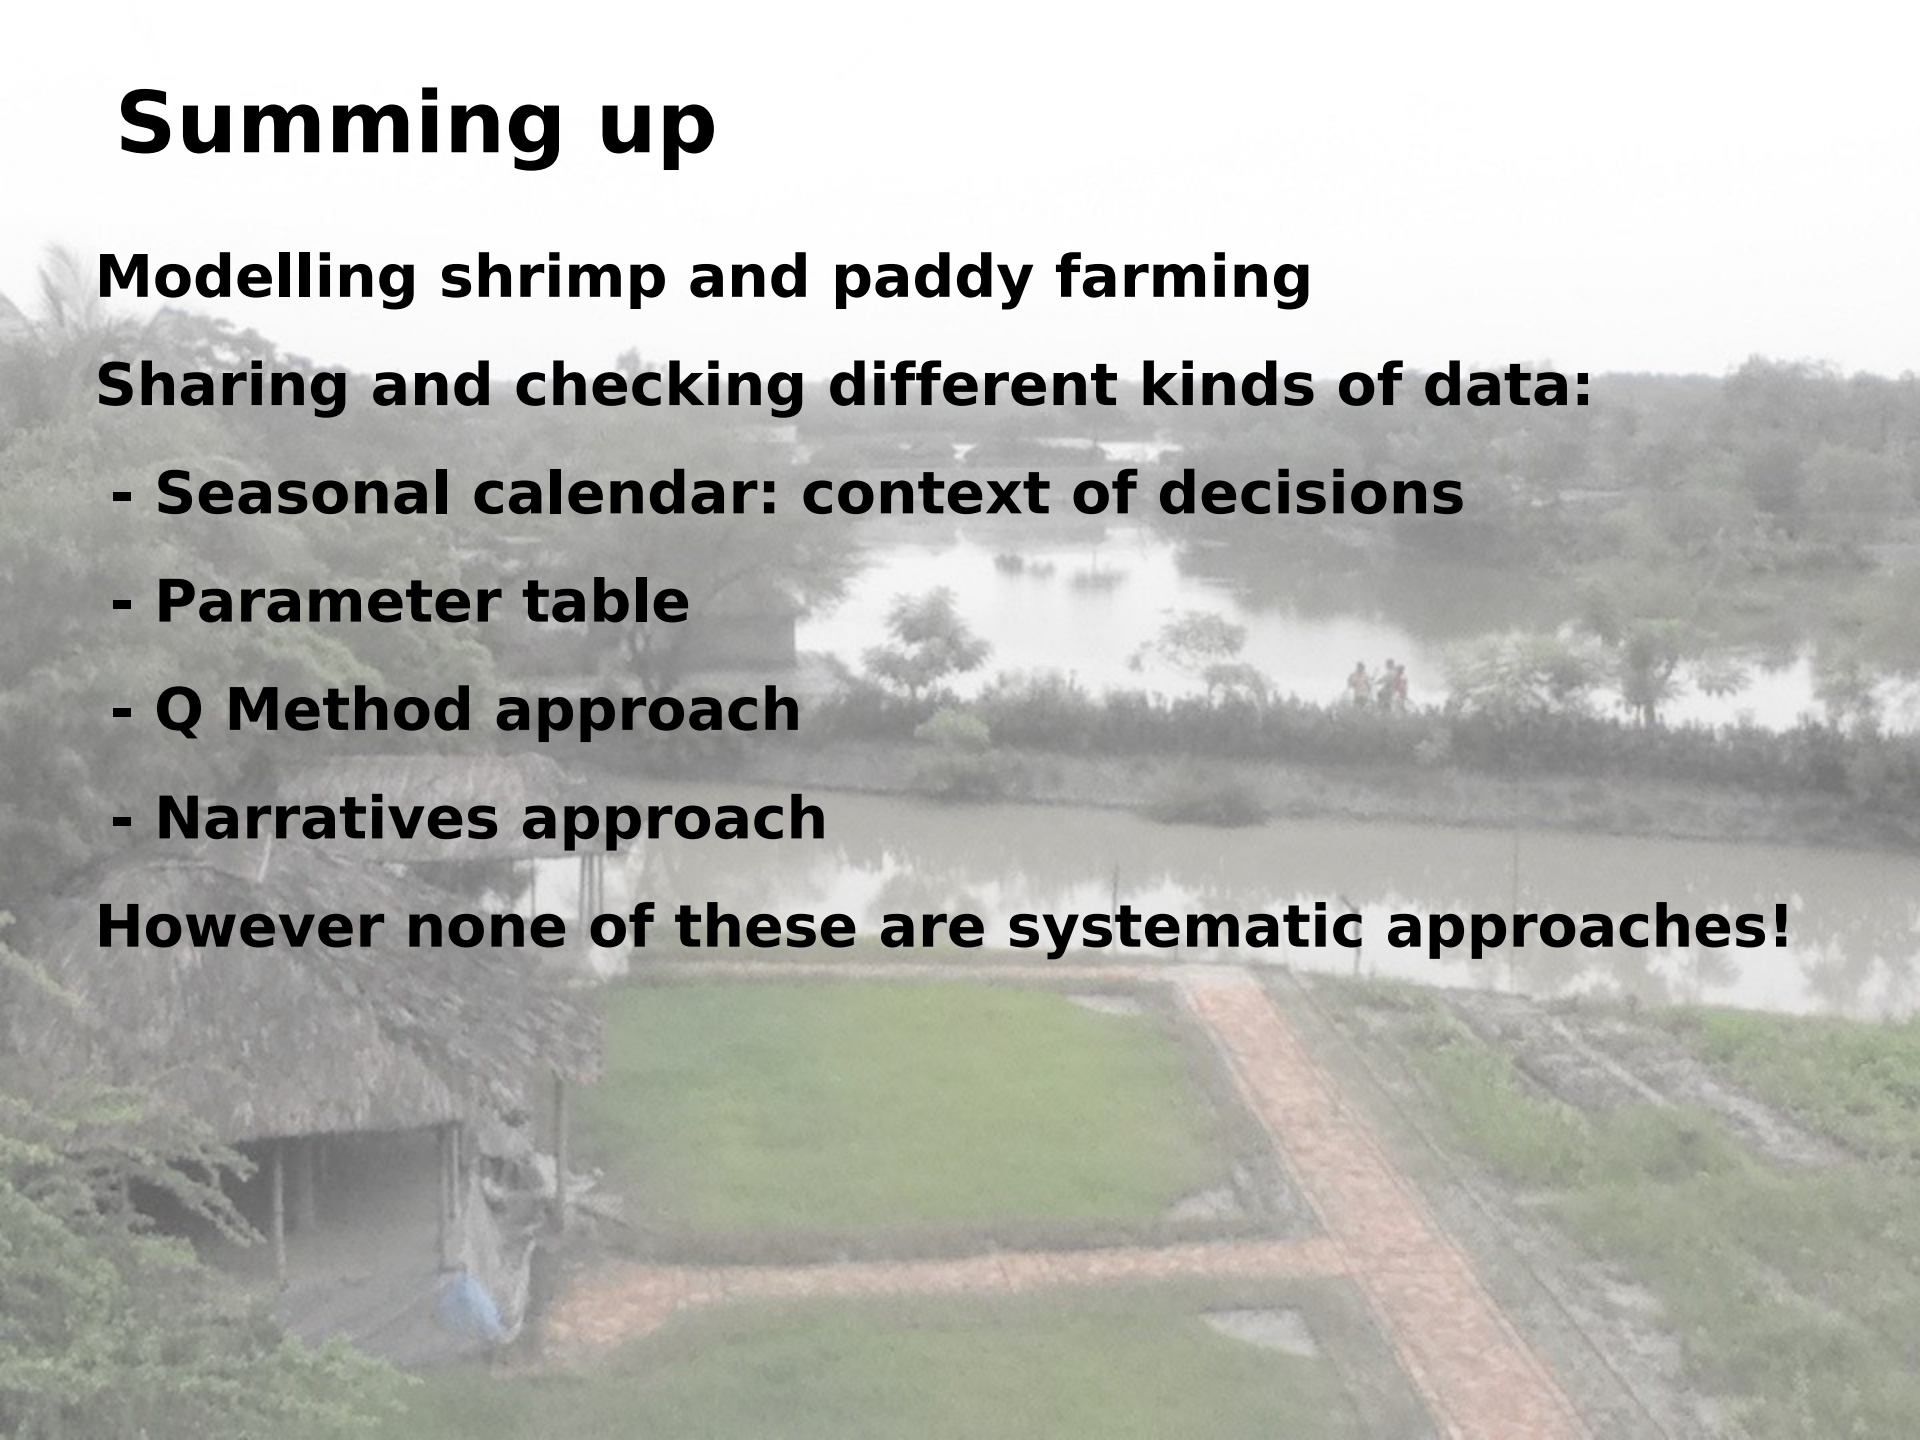 Summing up
Modelling shrimp and paddy farming
Sharing and checking different kinds of data:
- Seasonal calendar: context of decisions
- Parameter table
- Q Method approach
- Narratives approach
However none of these are systematic approaches!